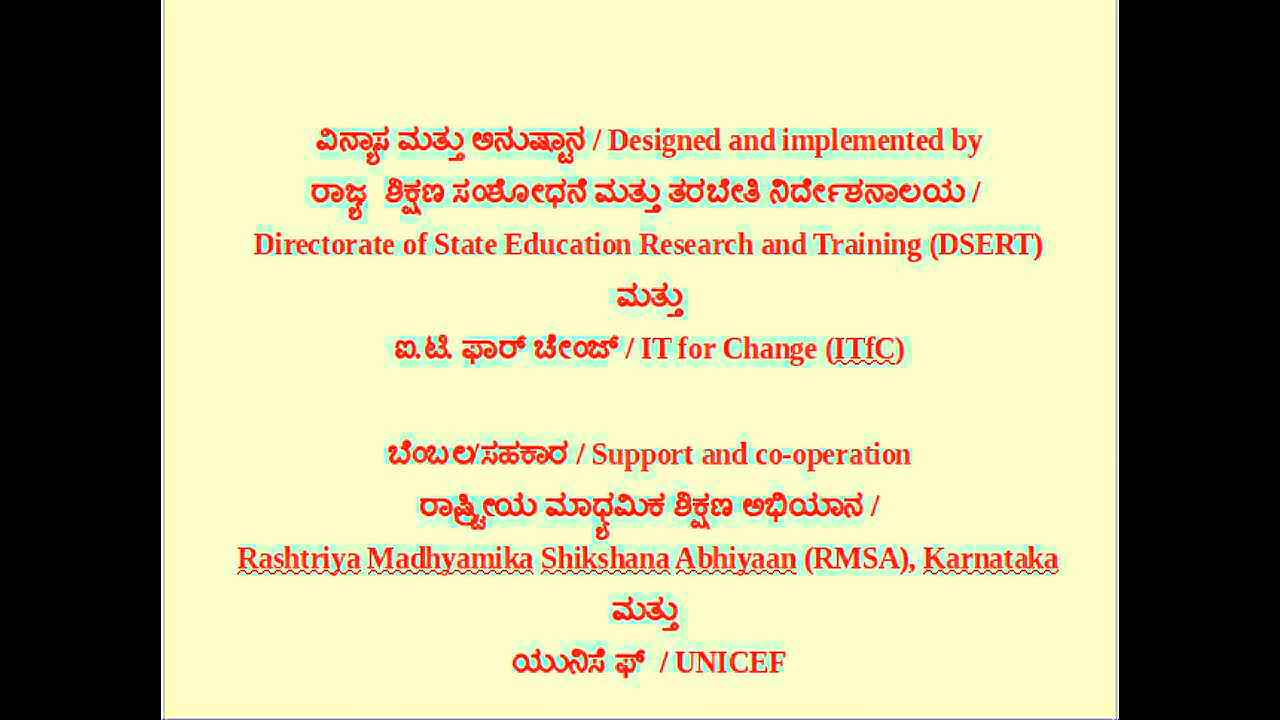 ವಿನ್ಯಾಸ ಮತ್ತು ಅನುಷ್ಠಾನ / Designed and implemented by
ರಾಜ್ಯ ಶಿಕ್ಷಣ ಸಂಶೋಧನೆ ಮತ್ತು ತರಬೇತಿ ನಿರ್ದೇಶನಾಲಯ /
Directorate of State Education Research and Training (DSERT)
ಮತ್ತು
ಐ.ಟಿ. ಫಾರ್ ಚೇಂಜ್ / IT for Change (ITfC)
ಬೆಂಬಲ/ಸಹಕಾರ / Support and co-operation
ರಾಷ್ಟ್ರೀಯ ಮಾಧ್ಯಮಿಕ ಶಿಕ್ಷಣ ಅಭಿಯಾನ /
Rashtriya Madhyamika Shikshana Abhiyaan (RMSA), Karnataka
ಮತ್ತು
ಯುನಿಸೆಫ್ / UNICEF